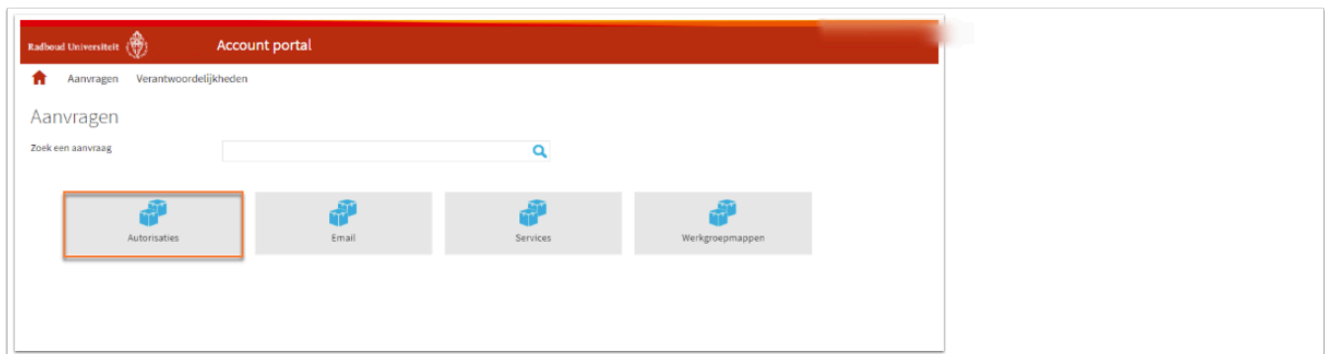 Radboud Universiteit
Account portal
Aanvragen Verantwoordelijkheden
Aanvragen
Zoek een aanvraag
Autorisaties Email Services Werkgroepmappen